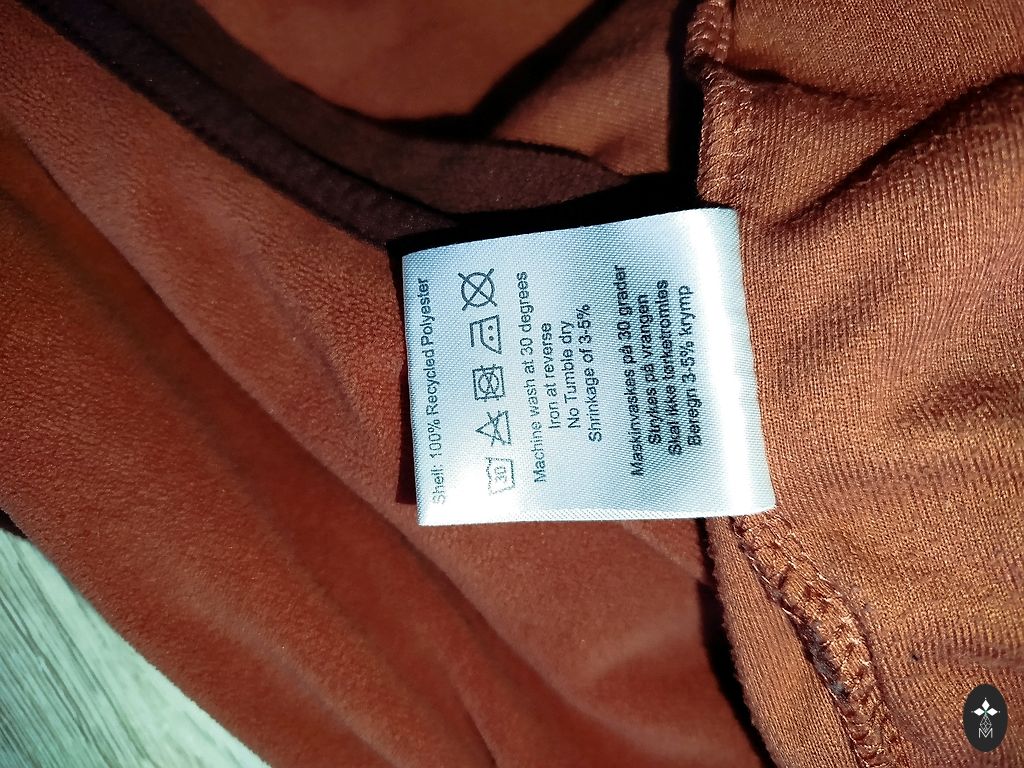 Shell: 100% Recycled Polyester
30
Machine wash at 30 degrees
Iron at reverse
No Tumble dry
Shrinkage of 3-5%
Maskinvaskes på 30 grader
Strykes på vrangen
Skal ikke tørketromles
Beregn 3-5% krymp
M